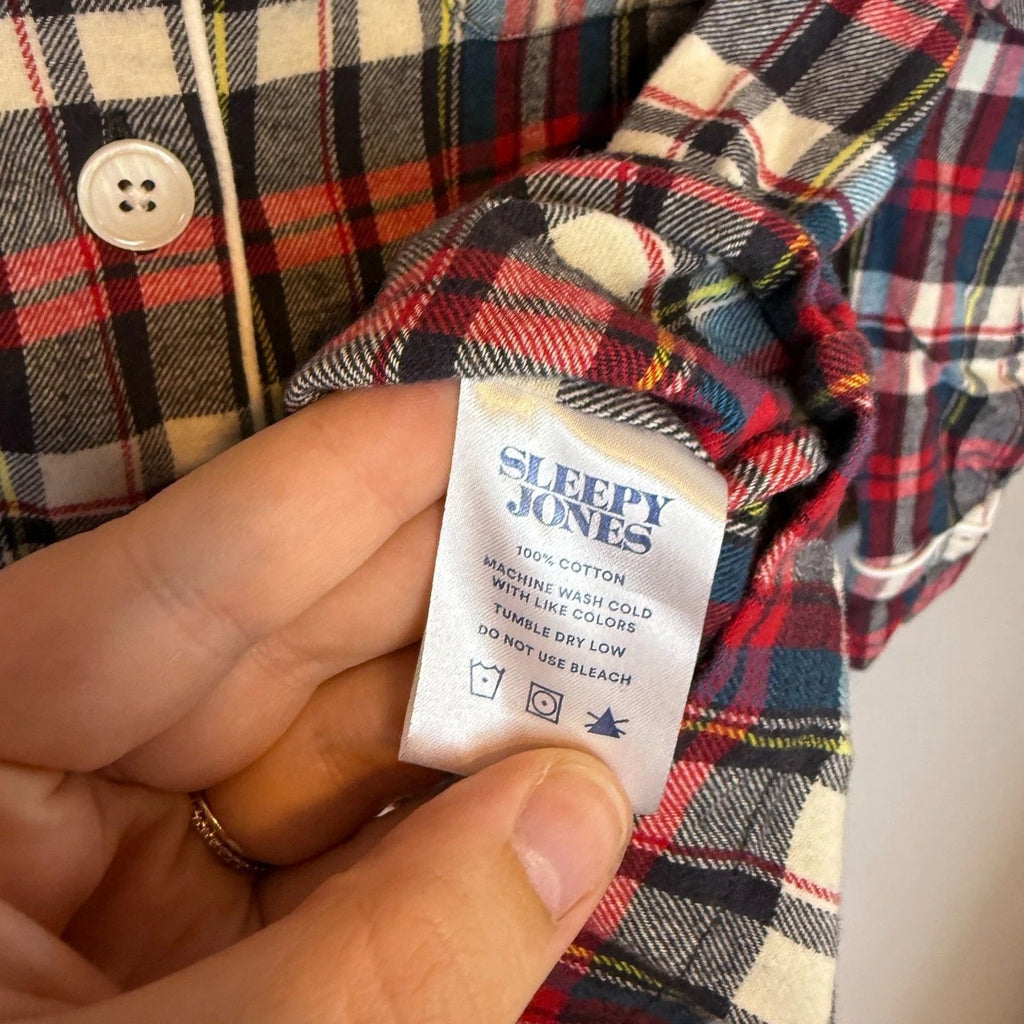 SLEEPY
JONES
100% COTTON
MACHINE WASH COLD
WITH LIKE COLORS
TUMBLE DRY LOW
DO NOT USE BLEACH